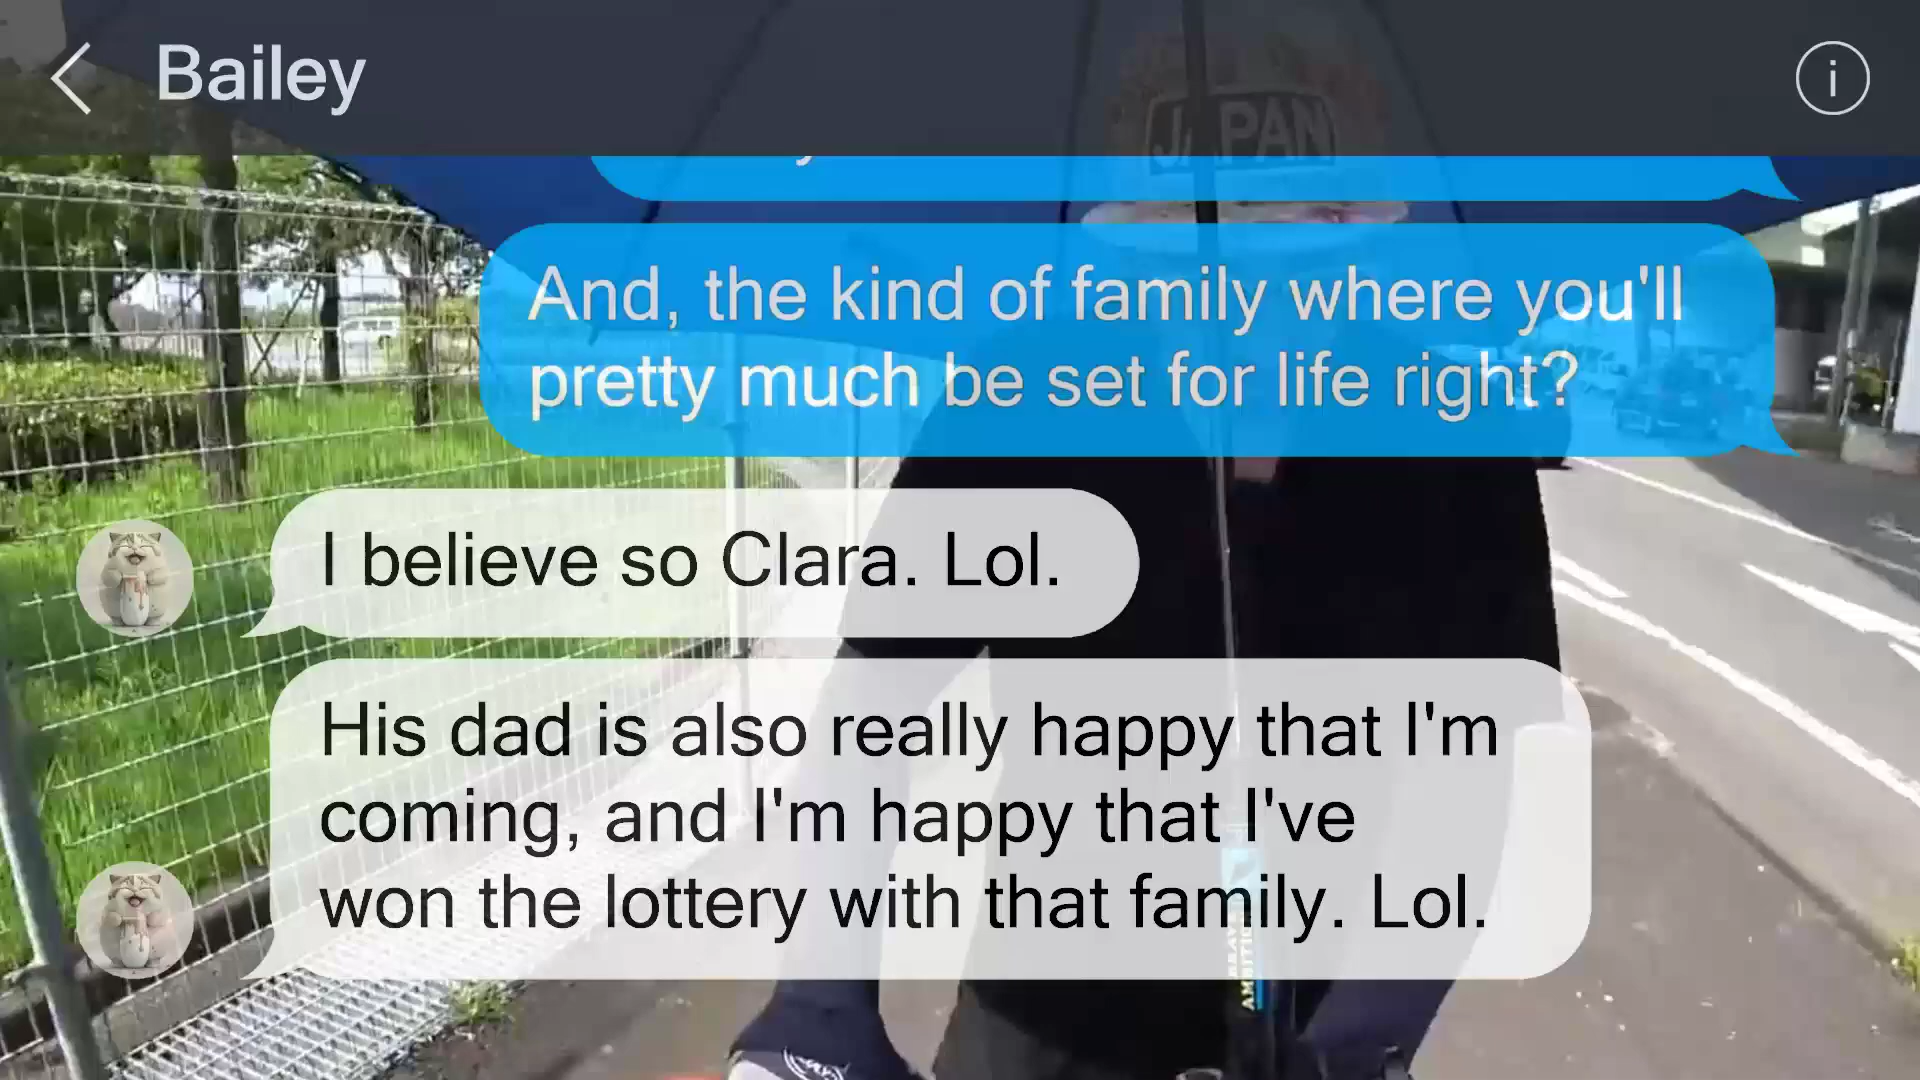 Bailey
JAPAN
And, the kind of family where you'll
pretty much be set for life right?
I believe so Clara. Lol.
His dad is also really happy that I'm
coming, and I'm happy that I've
won the lottery with that family. Lol.